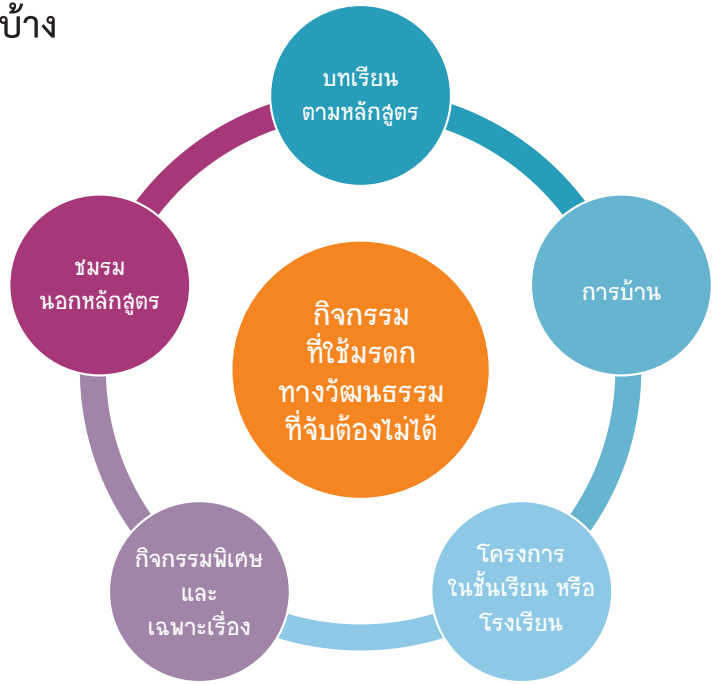 บ้าง
บทเรียน
ตามหลักสูตร
ชมรม
นอกหลักสูตร
การบ้าน
กิจกรรม
ที่ใช้มรดก
ทางวัฒนธรรม
ที่จับต้องไม่ได้
กิจกรรมพิเศษ
และ
เฉพาะเรื่อง
โครงการ
ในชั้นเรียน หรือ
โรงเรียน